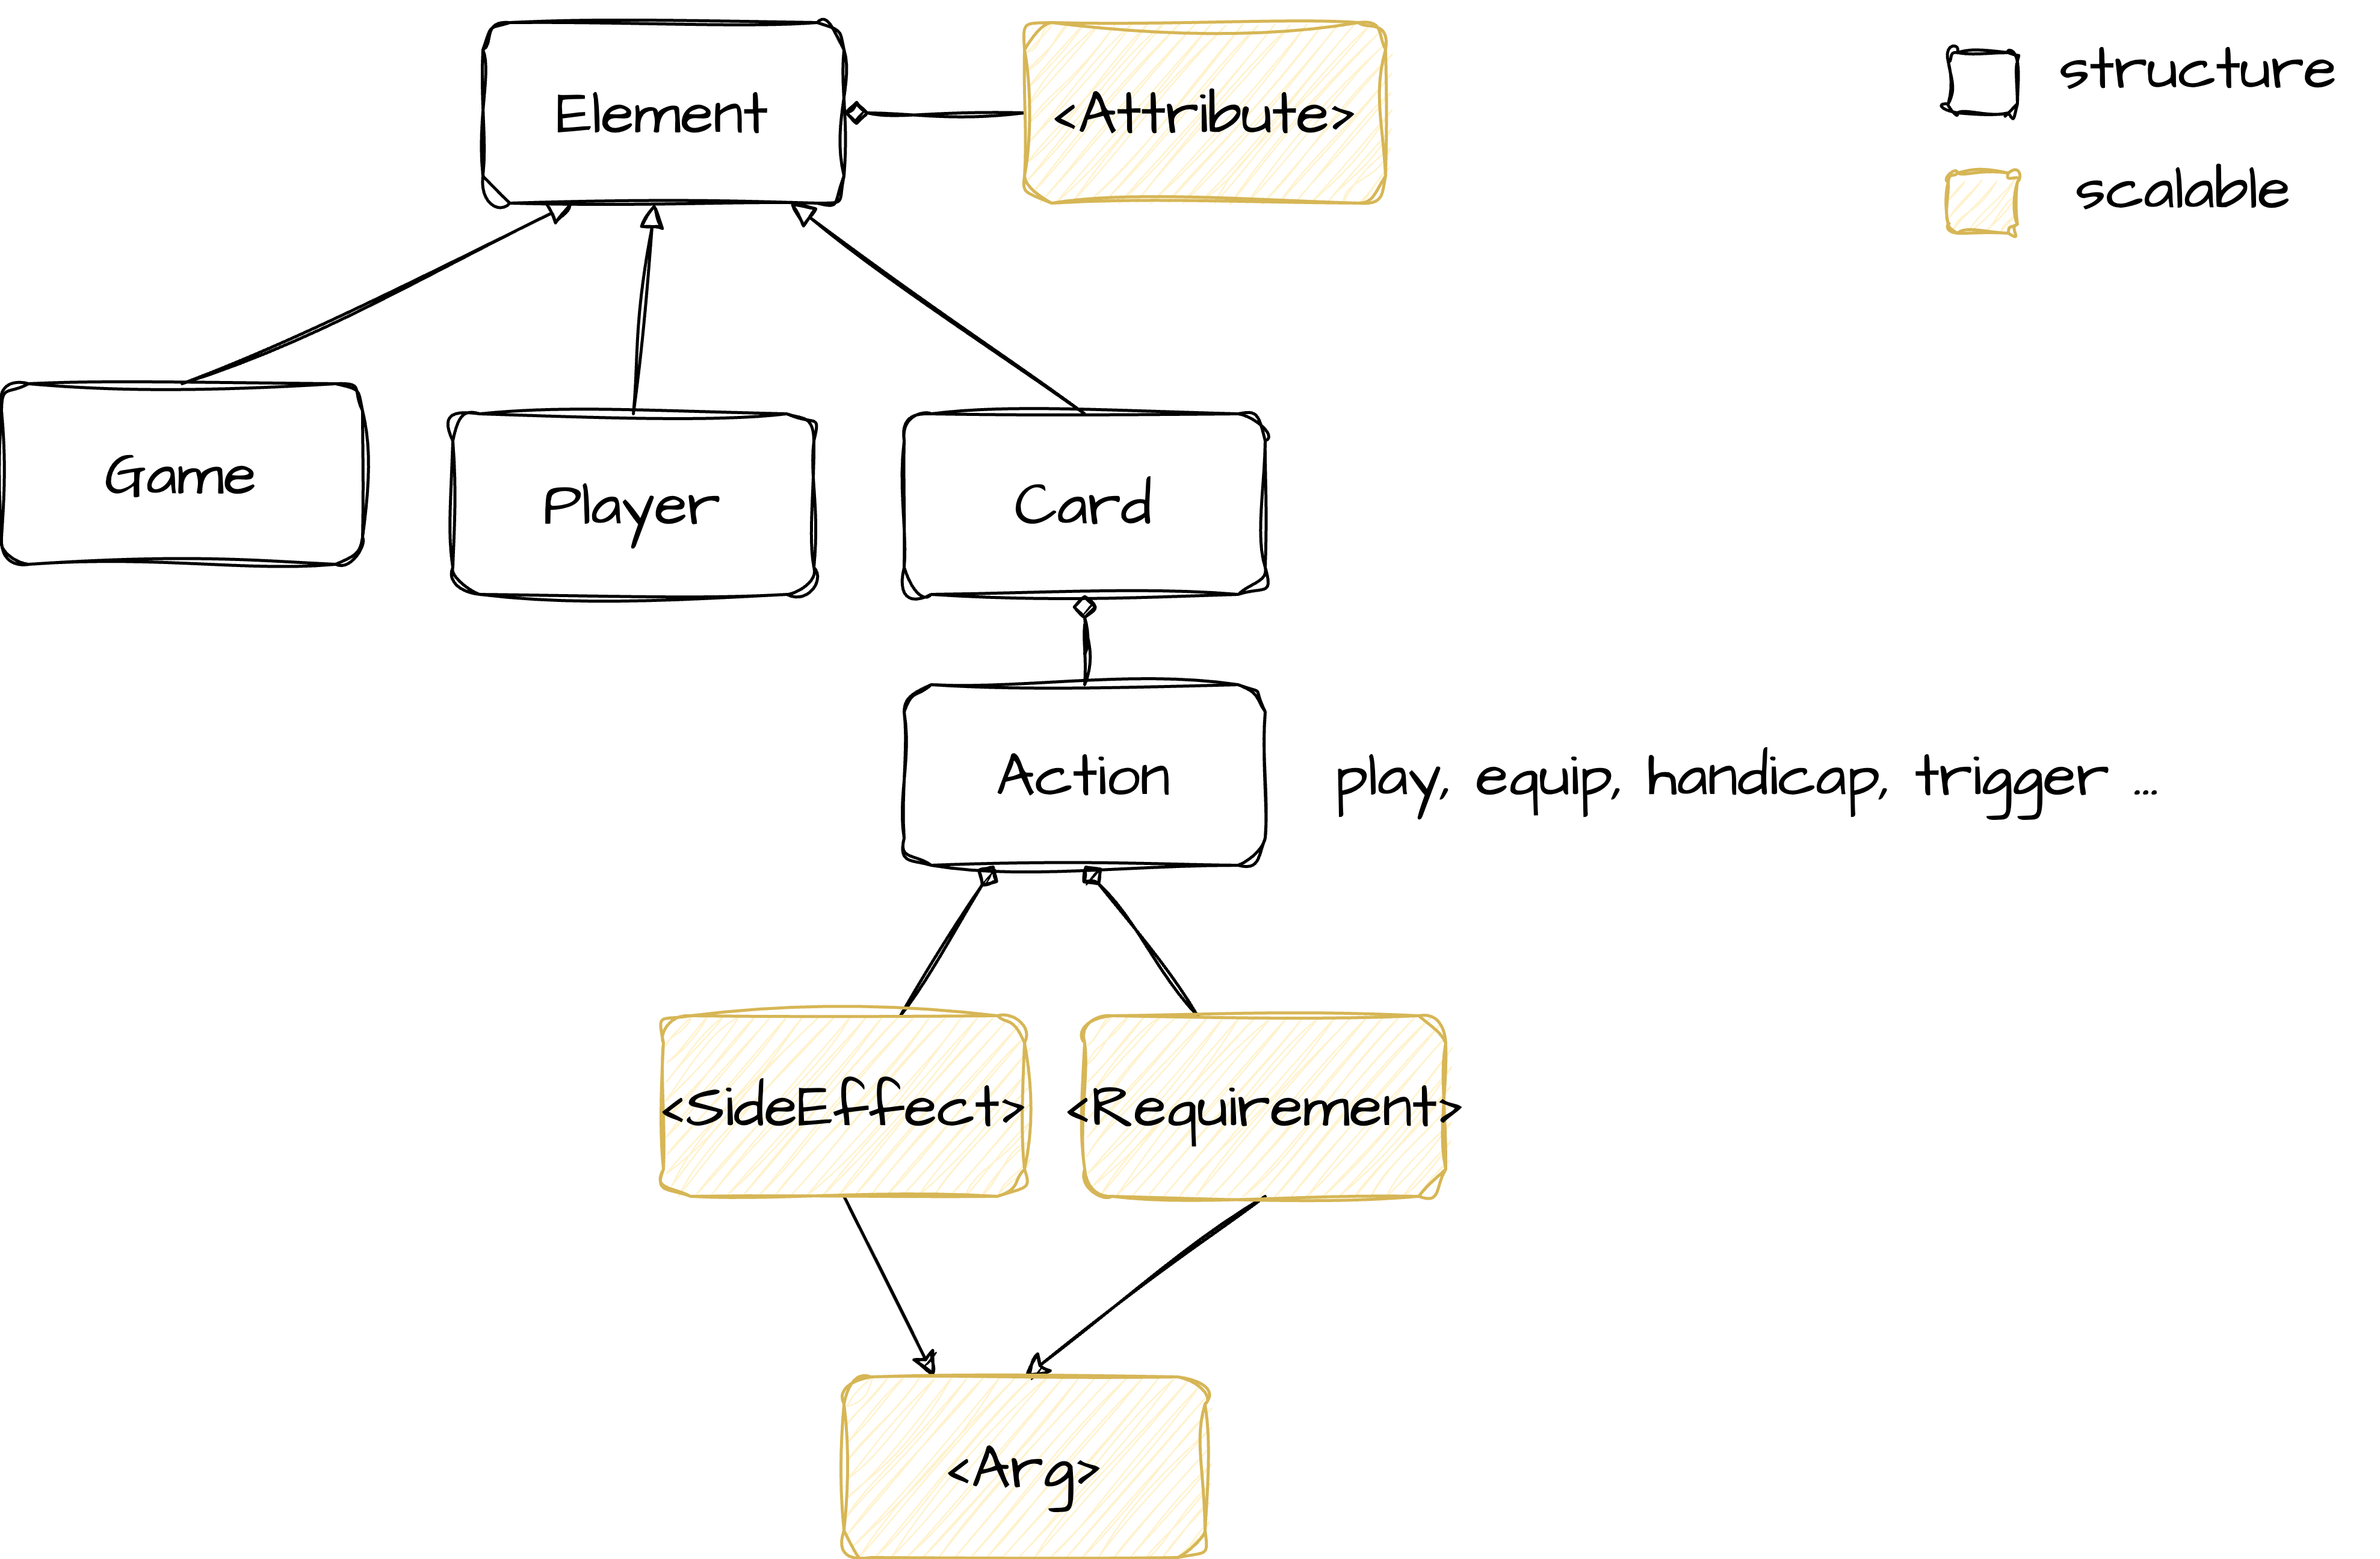 Element
<Attribute>
structure
scalable
Game
Player
Card
Action
play, equip, handicap, trigger ...
<SideEffect>
<Requirement>
<Arg>